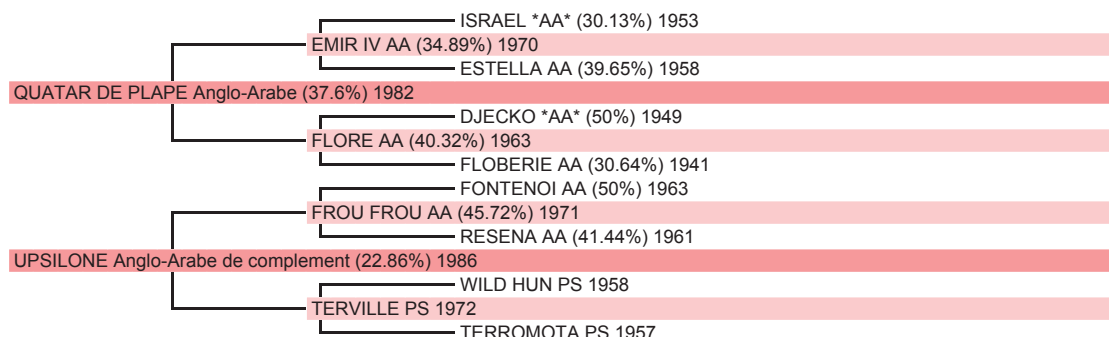 ISRAEL *AA* (30.13%) 1953
EMIR IV AA (34.89%) 1970
ESTELLA AA (39.65%) 1958
QUATAR DE PLAPE Anglo-Arabe (37.6%) 1982
DJECKO *AA* (50%) 1949
FLORE AA (40.32%) 1963
FLOBERIE AA (30.64%) 1941
FONTENOI AA (50%) 1963
FROU FROU AA (45.72%) 1971
RESENA AA (41.44%) 1961
UPSILONE Anglo-Arabe de complement (22.86%) 1986
WILD HUN PS 1958
TERVILLE PS 1972
TERROMOTA PS 1957